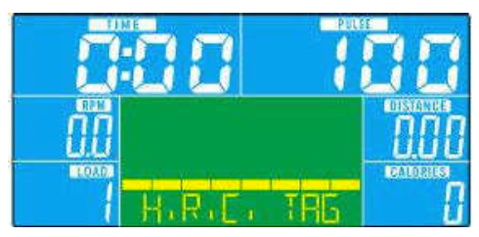 TIME PULSE
0:00 100
RPM DISTANCE
0.0 0.00
LOAD CALORIES
1 0
H.R.C. TAG